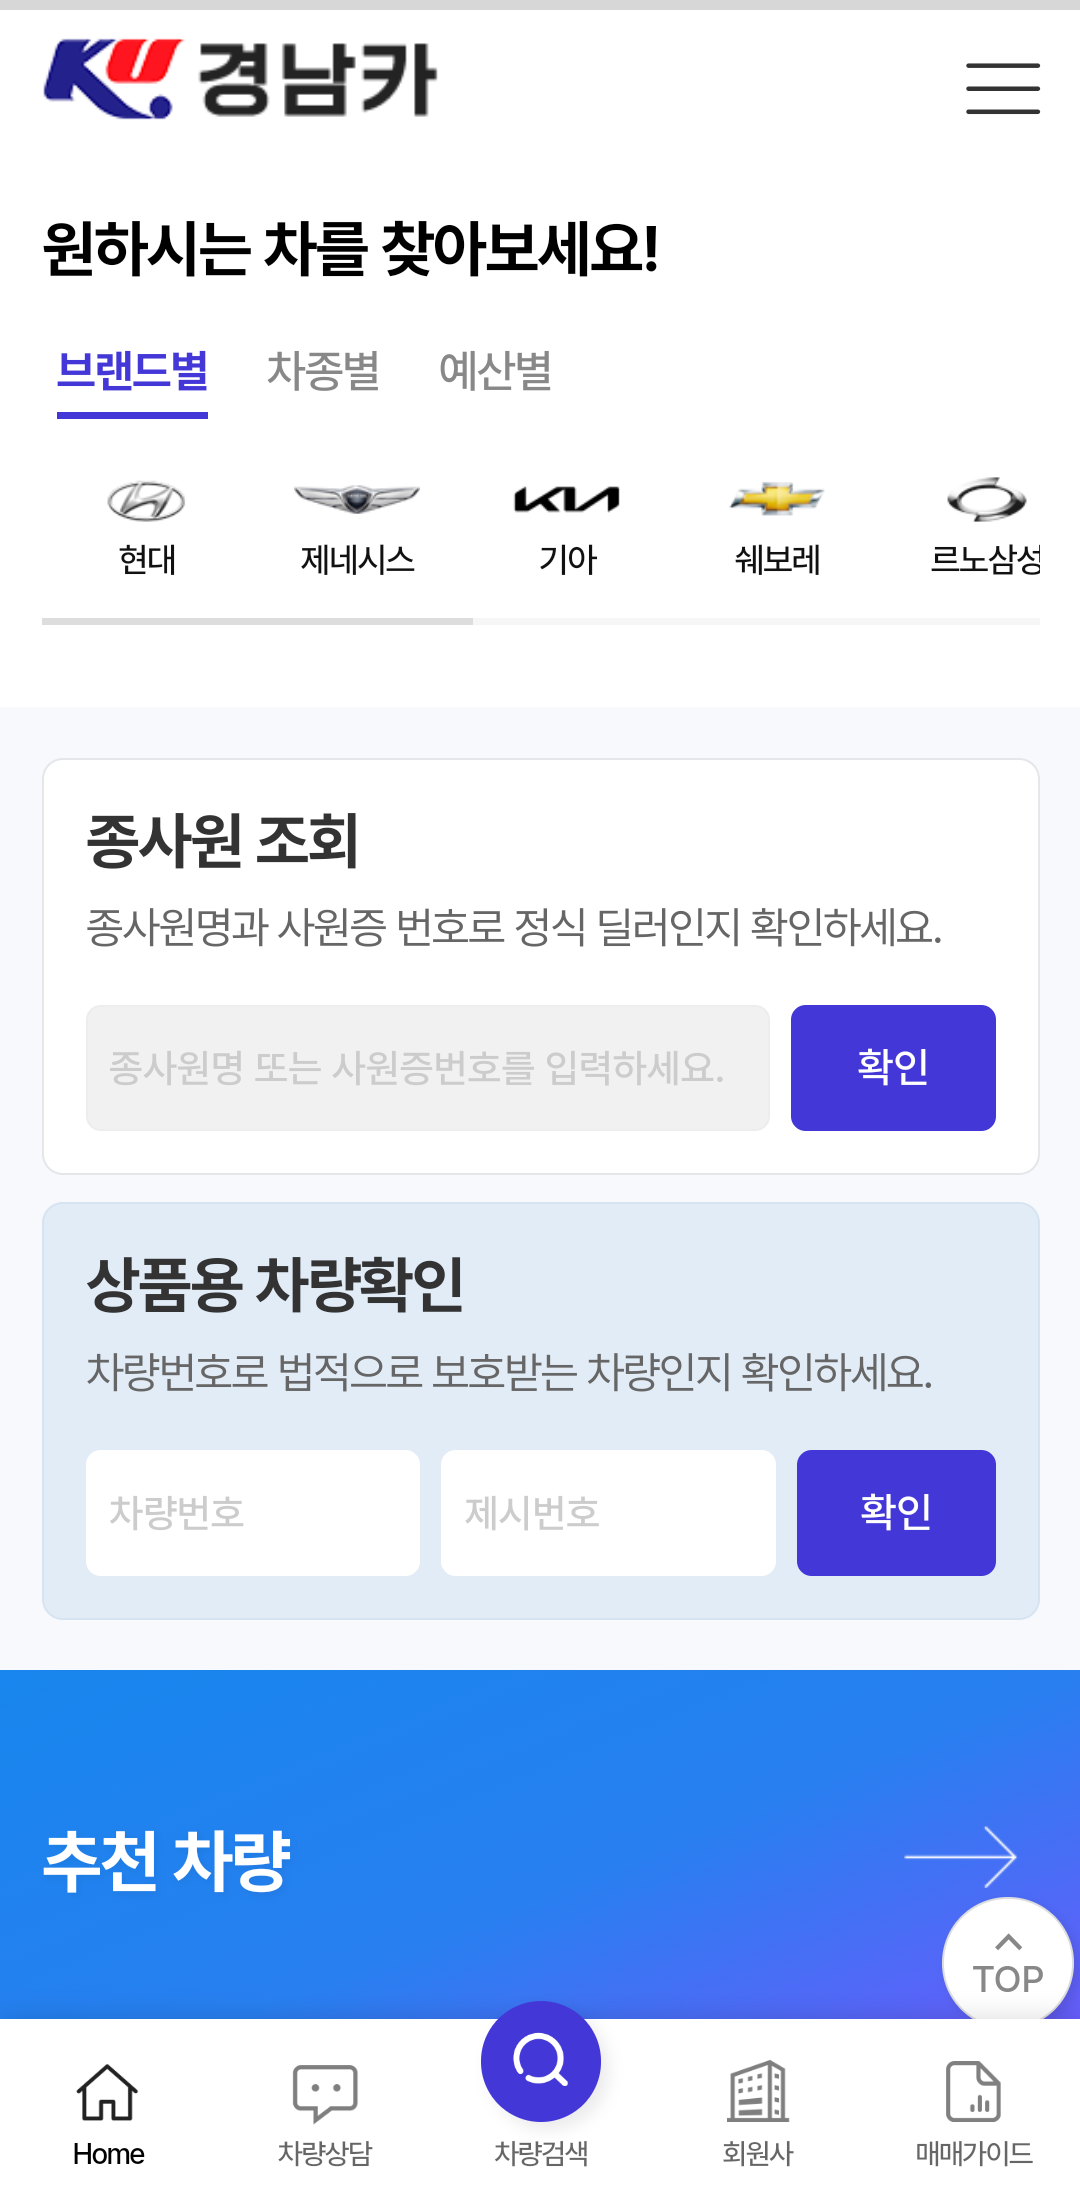 경남카
원하시는 차를 찾아보세요!
브랜드별 차종별 예산별
현대 제네시스 기아 쉐보레 르노삼성
종사원 조회
종사원명과 사원증 번호로 정식 딜러인지 확인하세요.
종사원명 또는 사원증번호를 입력하세요. 확인
상품용 차량확인
차량번호로 법적으로 보호받는 차량인지 확인하세요.
차량번호 제시번호 확인
추천 차량
TOP
Home 차량상담 차량검색 회원사 매매가이드